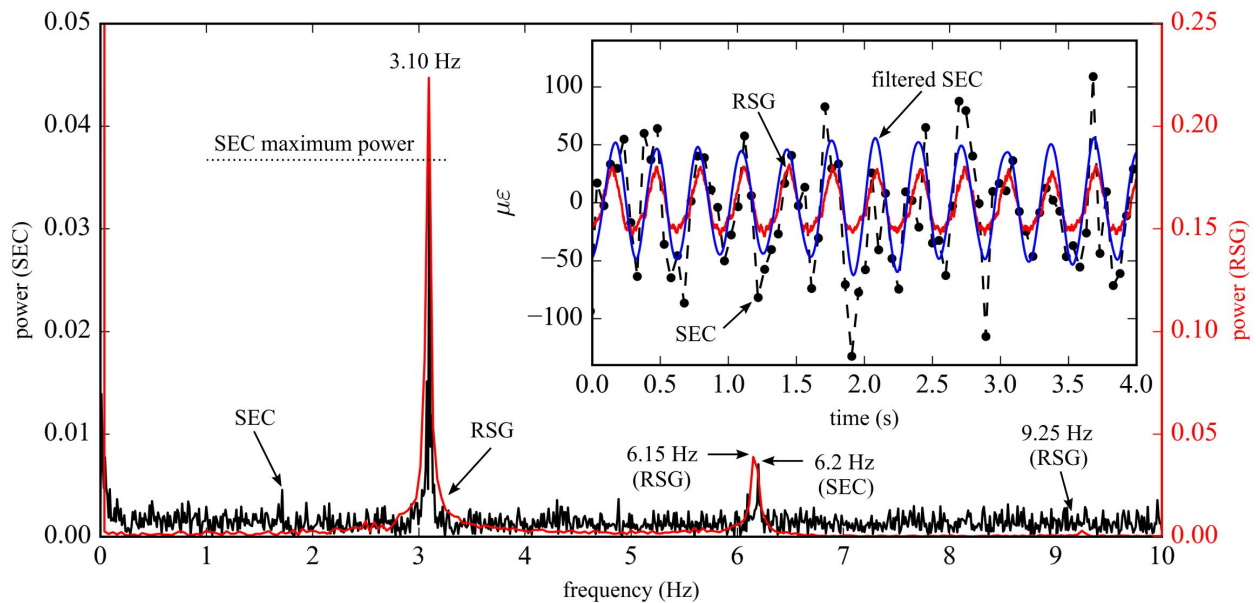 0.05
0.04
0.03
0.02
0.01
0.00
power (SEC)
0.25
0.20
0.15
0.10
0.05
0.00
power (RSG)
3.10 Hz
SEC maximum power
SEC
RSG
6.15 Hz
(RSG)
6.2 Hz
(SEC)
9.25 Hz
(RSG)
0 1 2 3 4 5 6 7 8 9 10
frequency (Hz)
100
50
0
−50
−100
με
RSG
filtered SEC
SEC
0.0 0.5 1.0 1.5 2.0 2.5 3.0 3.5 4.0
time (s)